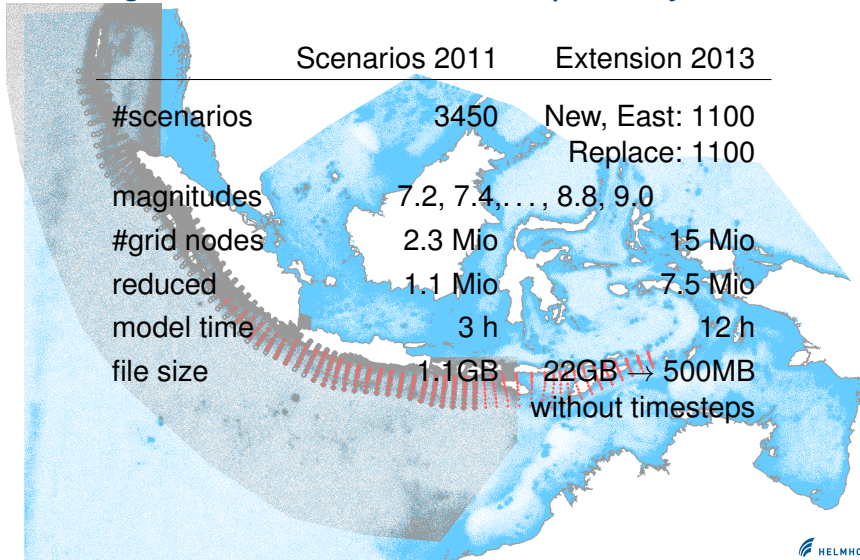 Scenarios 2011 Extension 2013
#scenarios 3450 New, East: 1100
Replace: 1100
magnitudes 7.2, 7.4,..., 8.8, 9.0
#grid nodes 2.3 Mio 15 Mio
reduced 1.1 Mio 7.5 Mio
model time 3 h 12 h
file size 1.1GB 22GB → 500MB
without timesteps